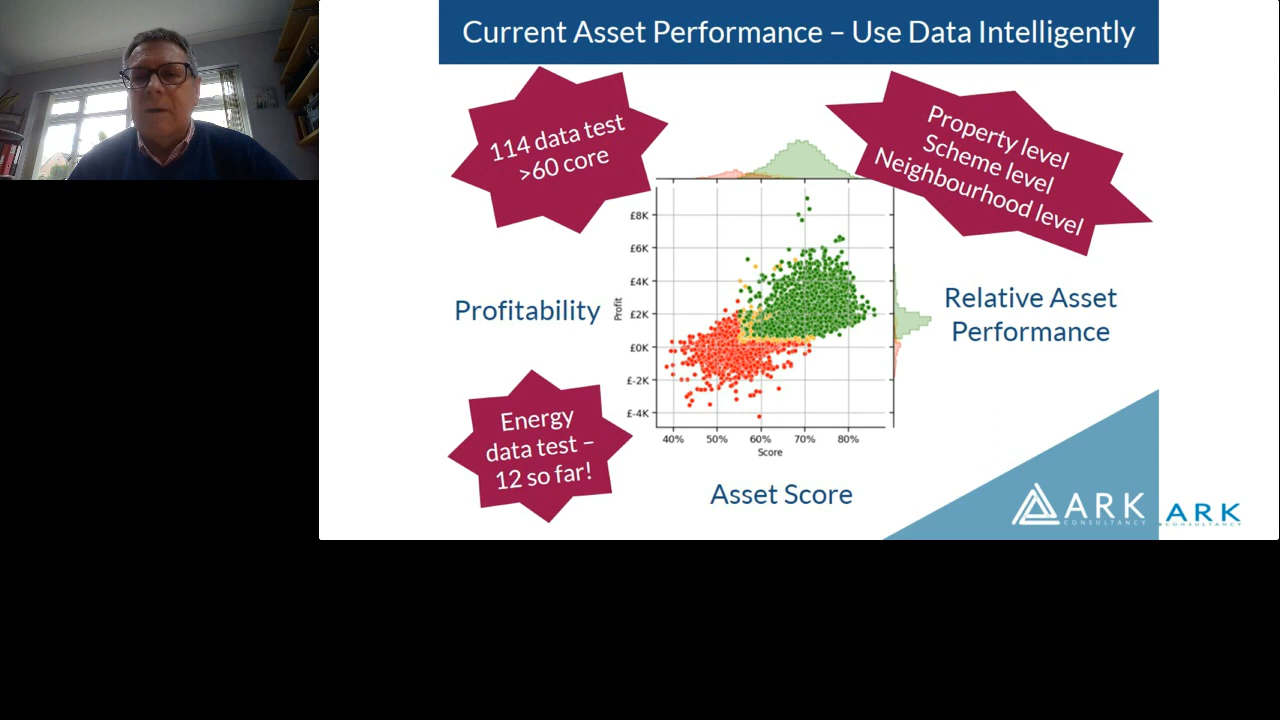 Current Asset Performance – Use Data Intelligently
114 data test
>60 core
Property level
Scheme level
Neighbourhood level
£8K
£6K
£4K
£2K
£0K
£-2K
£-4K
Profit
Profitability
Relative Asset
Performance
40%
50%
60%
70%
80%
Score
Energy
data test –
12 so far!
Asset Score
ARK
CONSULTANCY
ARK
CONSULTANCY